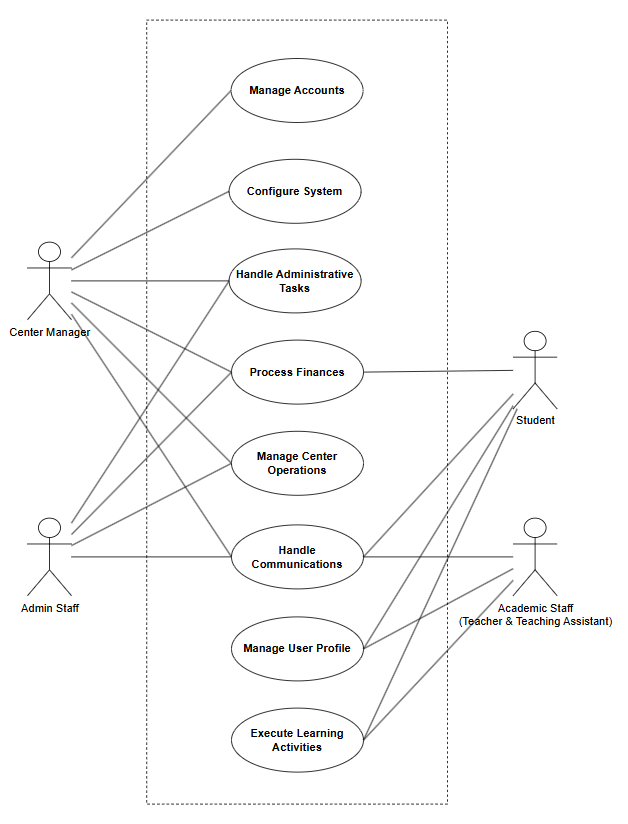 Manage Accounts
Configure System
Handle Administrative
Tasks
Center Manager
Process Finances
Student
Manage Center
Operations
Handle
Communications
Admin Staff
Academic Staff
(Teacher & Teaching Assistant)
Manage User Profile
Execute Learning
Activities